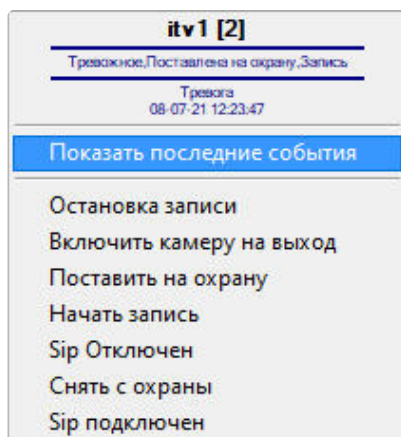 itv1 [2]
Тревожное,Поставлена на охрану,Запись
Тревога
08-07-21 12:23:47
Показать последние события
Остановка записи
Включить камеру на выход
Поставить на охрану
Начать запись
Sip Отключен
Снять с охраны
Sip подключен